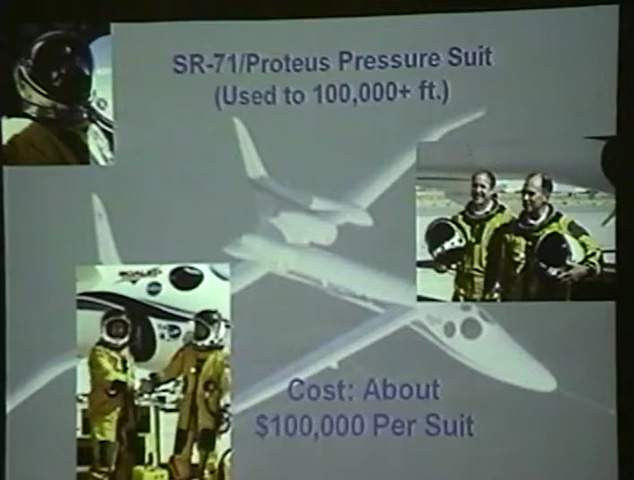 SR-71/Proteus Pressure Suit
(Used to 100,000+ ft.)
Cost: About
$100,000 Per Suit